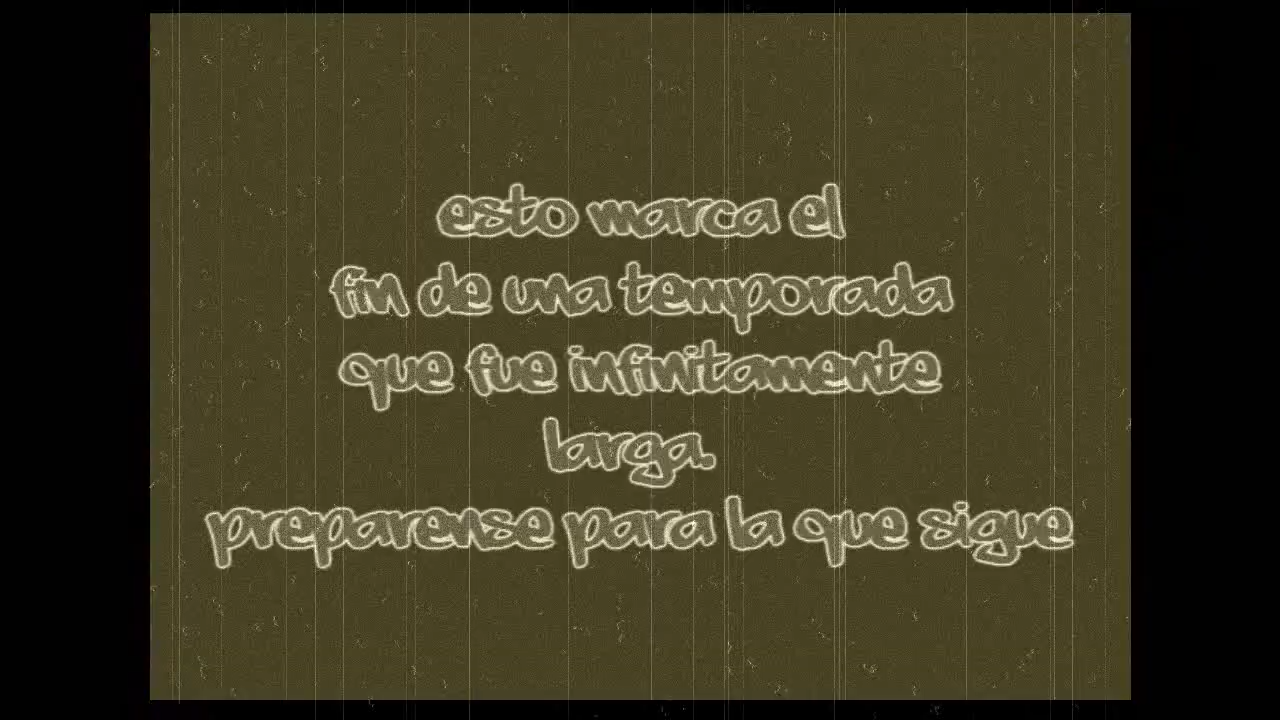 esto marca el
fin de una temporada
que fue infinitamente
larga.
preparense para la que sigue